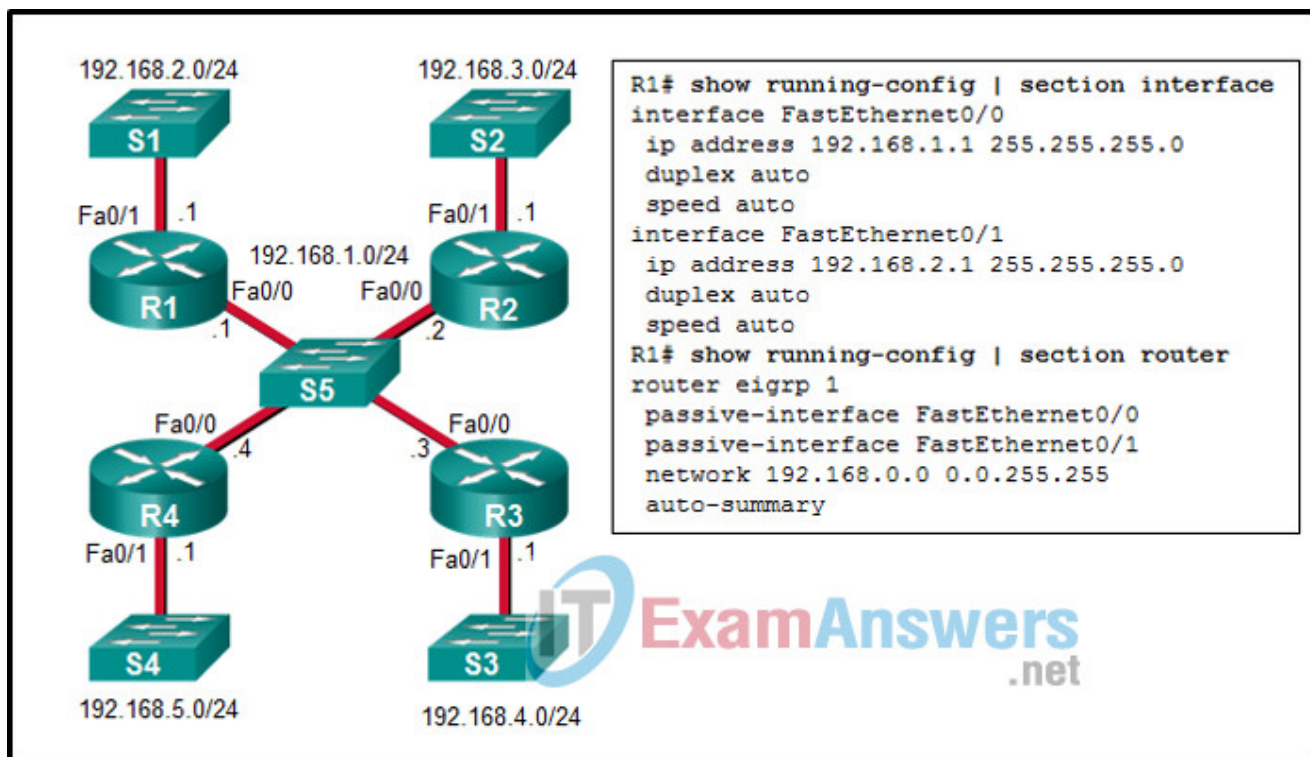 192.168.2.0/24
192.168.3.0/24
S1
S2
Fa0/1 .1
Fa0/1 .1
192.168.1.0/24
R1
Fa0/0
Fa0/0
R2
.1
.2
S5
Fa0/0
Fa0/0
.4
.3
R4
R3
Fa0/1 .1
Fa0/1 .1
S4
S3
192.168.5.0/24
192.168.4.0/24
R1# show running-config | section interface
interface FastEthernet0/0
ip address 192.168.1.1 255.255.255.0
duplex auto
speed auto
interface FastEthernet0/1
ip address 192.168.2.1 255.255.255.0
duplex auto
speed auto
R1# show running-config | section router
router eigrp 1
passive-interface FastEthernet0/0
passive-interface FastEthernet0/1
network 192.168.0.0 0.0.255.255
auto-summary
ITExamAnswers
.net